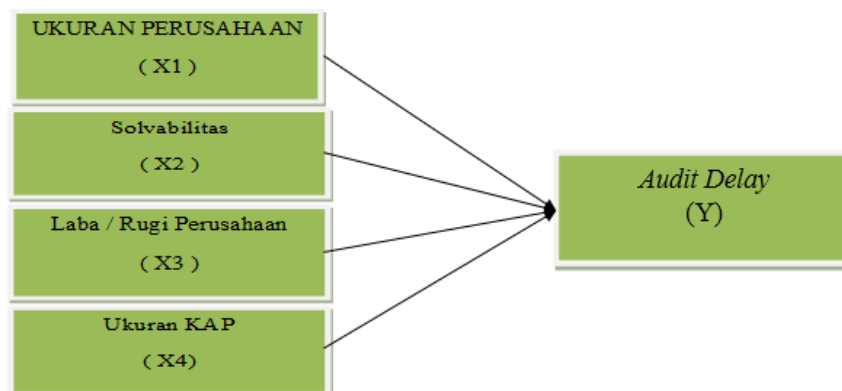 UKURAN PERUSAHAAN
( X1 )
Solvabilitas
( X2 )
Laba / Rugi Perusahaan
( X3 )
Ukuran KAP
( X4)
Audit Delay
(Y)